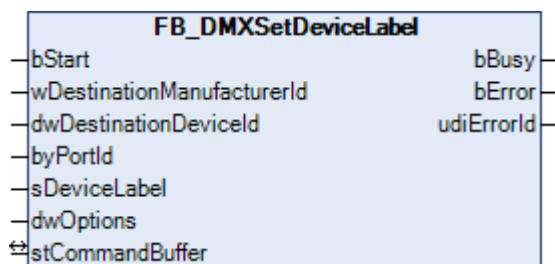 FB_DMXSetDeviceLabel
bStart bBusy
wDestinationManufacturerId bError
dwDestinationDeviceId udiErrorId
byPortId
sDeviceLabel
dwOptions
stCommandBuffer